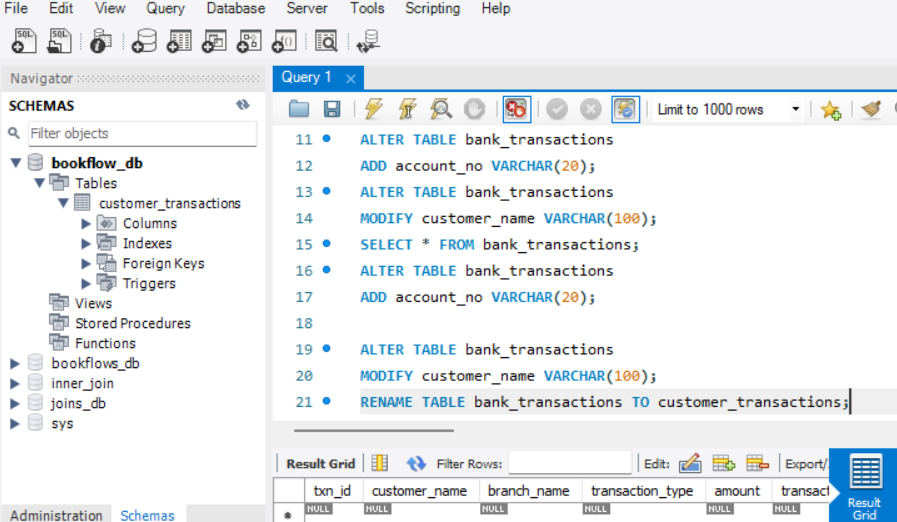 File Edit View Query Database Server Tools Scripting Help
Navigator
SCHEMAS
Filter objects
bookflow_db
Tables
customer_transactions
Columns
Indexes
Foreign Keys
Triggers
Views
Stored Procedures
Functions
bookflows_db
inner_join
joins_db
sys
Administration Schemas
Query 1
Limit to 1000 rows
11 ALTER TABLE bank_transactions
12 ADD account_no VARCHAR(20);
13 ALTER TABLE bank_transactions
14 MODIFY customer_name VARCHAR(100);
15 SELECT * FROM bank_transactions;
16 ALTER TABLE bank_transactions
17 ADD account_no VARCHAR(20);
18
19 ALTER TABLE bank_transactions
20 MODIFY customer_name VARCHAR(100);
21 RENAME TABLE bank_transactions TO customer_transactions;
Result Grid Filter Rows: Edit: Export/
txn_id customer_name branch_name transaction_type amount transact
NULL NULL NULL NULL NULL NULL
Result
Grid